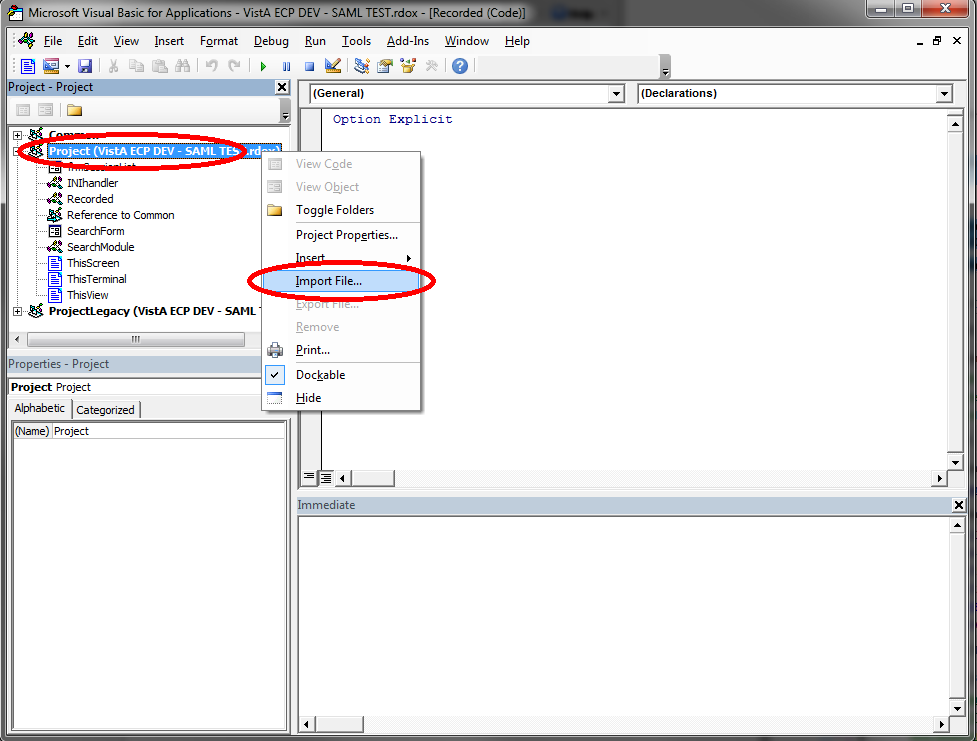 Microsoft Visual Basic for Applications - VistA ECP DEV - SAML TEST.rdox - [Recorded (Code)]
File Edit View Insert Format Debug Run Tools Add-Ins Window Help
Project - Project
(General)
(Declarations)
Option Explicit
Common
Project (VistA ECP DEV - SAML TEST.rdox)
INIhandler
Recorded
Reference to Common
SearchForm
SearchModule
ThisScreen
ThisTerminal
ThisView
ProjectLegacy (VistA ECP DEV - SAML
View Code
View Object
Toggle Folders
Project Properties...
Insert
Import File...
Export File...
Remove
Print...
Dockable
Hide
Properties - Project
Project Project
Alphabetic Categorized
(Name) Project
Immediate